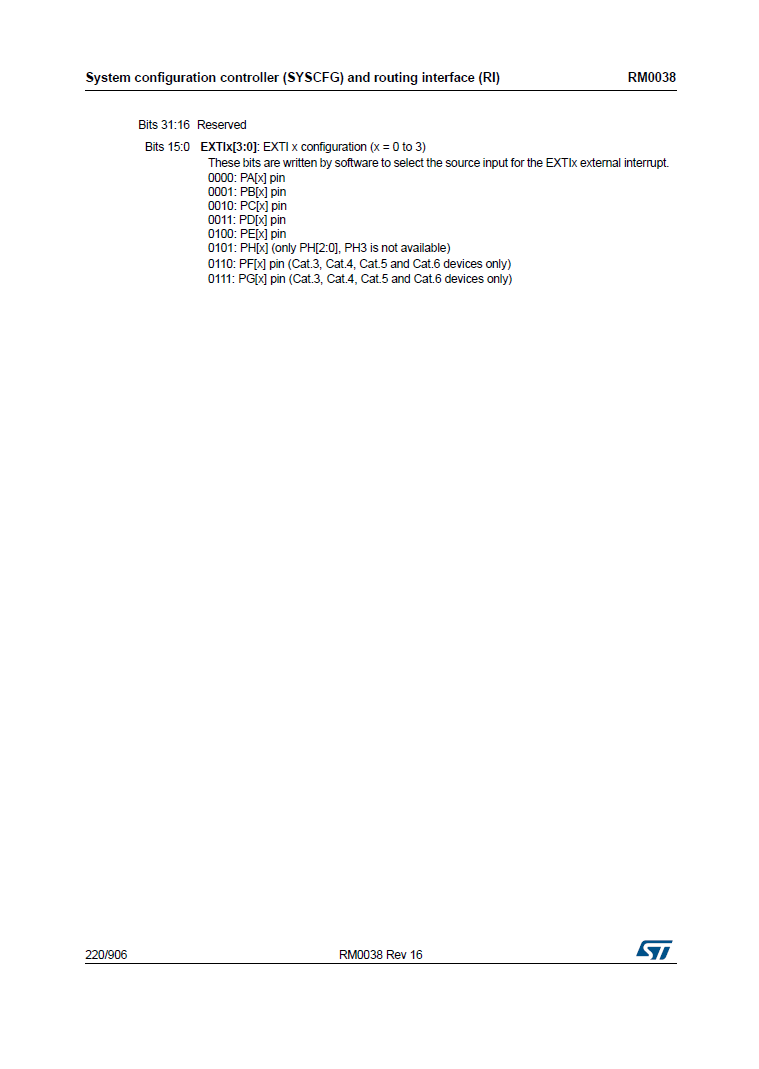 System configuration controller (SYSCFG) and routing interface (RI) RM0038
Bits 31:16 Reserved
Bits 15:0 EXTIx[3:0]: EXTI x configuration (x = 0 to 3)
These bits are written by software to select the source input for the EXTIx external interrupt.
0000: PA[x] pin
0001: PB[x] pin
0010: PC[x] pin
0011: PD[x] pin
0100: PE[x] pin
0101: PH[x] (only PH[2:0], PH3 is not available)
0110: PF[x] pin (Cat.3, Cat.4, Cat.5 and Cat.6 devices only)
0111: PG[x] pin (Cat.3, Cat.4, Cat.5 and Cat.6 devices only)
220/906 RM0038 Rev 16 ST